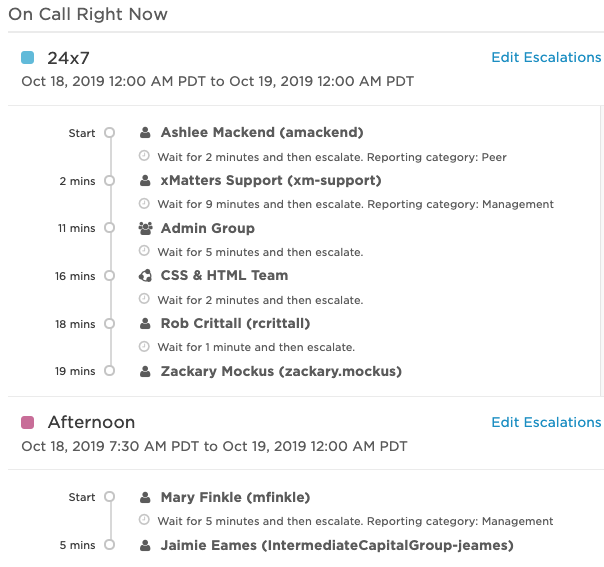 On Call Right Now
24x7 Edit Escalations
Oct 18, 2019 12:00 AM PDT to Oct 19, 2019 12:00 AM PDT
Start Ashlee Mackend (amackend)
Wait for 2 minutes and then escalate. Reporting category: Peer
2 mins xMatters Support (xm-support)
Wait for 9 minutes and then escalate. Reporting category: Management
11 mins Admin Group
Wait for 5 minutes and then escalate.
16 mins CSS & HTML Team
Wait for 2 minutes and then escalate.
18 mins Rob Crittall (rcrittall)
Wait for 1 minute and then escalate.
19 mins Zackary Mockus (zackary.mockus)
Afternoon Edit Escalations
Oct 18, 2019 7:30 AM PDT to Oct 19, 2019 12:00 AM PDT
Start Mary Finkle (mfinkle)
Wait for 5 minutes and then escalate. Reporting category: Management
5 mins Jaimie Eames (IntermediateCapitalGroup-jeames)